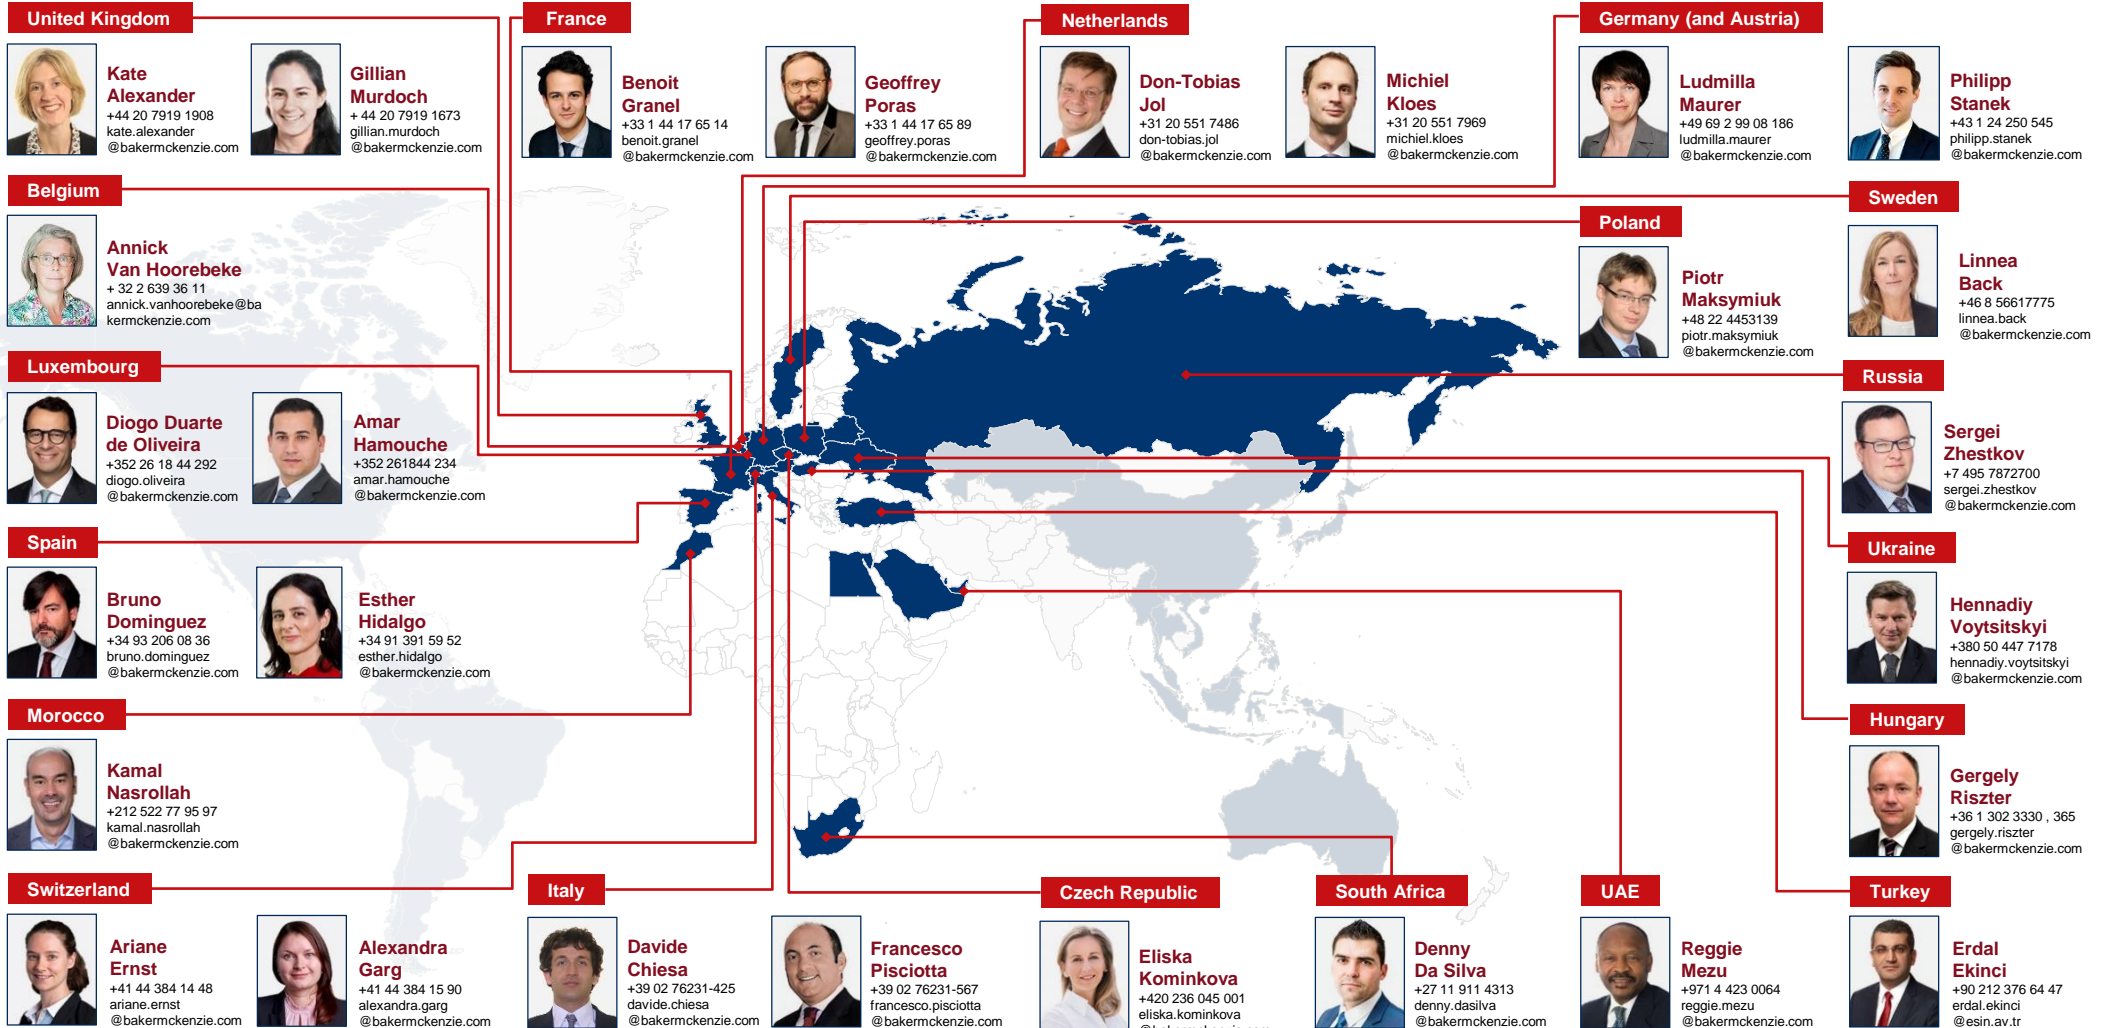 United Kingdom
Kate
Alexander
+44 20 7919 1908
kate.alexander
@bakermckenzie.com
Gillian
Murdoch
+ 44 20 7919 1673
gillian.murdoch
@bakermckenzie.com
France
Benoit
Granel
+33 1 44 17 65 14
benoit.granel
@bakermckenzie.com
Geoffrey
Poras
+33 1 44 17 65 89
geoffrey.poras
@bakermckenzie.com
Netherlands
Don-Tobias
Jol
+31 20 551 7486
don-tobias.jol
@bakermckenzie.com
Michiel
Kloes
+31 20 551 7969
michiel.kloes
@bakermckenzie.com
Germany (and Austria)
Ludmilla
Maurer
+49 69 2 99 08 186
ludmilla.maurer
@bakermckenzie.com
Philipp
Stanek
+43 1 24 250 545
philipp.stanek
@bakermckenzie.com
Belgium
Annick
Van Hoorebeke
+ 32 2 639 36 11
annick.vanhoorebeke@ba
kermckenzie.com
Poland
Piotr
Maksymiuk
+48 22 4453139
piotr.maksymiuk
@bakermckenzie.com
Sweden
Linnea
Back
+46 8 56617775
linnea.back
@bakermckenzie.com
Luxembourg
Diogo Duarte
de Oliveira
+352 26 18 44 292
diogo.oliveira
@bakermckenzie.com
Amar
Hamouche
+352 261844 234
amar.hamouche
@bakermckenzie.com
Russia
Sergei
Zhestkov
+7 495 7872700
sergei.zhestkov
@bakermckenzie.com
Spain
Bruno
Dominguez
+34 93 206 08 36
bruno.dominguez
@bakermckenzie.com
Esther
Hidalgo
+34 91 391 59 52
esther.hidalgo
@bakermckenzie.com
Ukraine
Hennadiy
Voytsitskyi
+380 50 447 7178
hennadiy.voytsitskyi
@bakermckenzie.com
Morocco
Kamal
Nasrollah
+212 522 77 95 97
kamal.nasrollah
@bakermckenzie.com
Hungary
Gergely
Riszter
+36 1 302 3330 , 365
gergely.riszter
@bakermckenzie.com
Switzerland
Ariane
Ernst
+41 44 384 14 48
ariane.ernst
@bakermckenzie.com
Alexandra
Garg
+41 44 384 15 90
alexandra.garg
@bakermckenzie.com
Italy
Davide
Chiesa
+39 02 76231-425
davide.chiesa
@bakermckenzie.com
Francesco
Pisciotta
+39 02 76231-567
francesco.pisciotta
@bakermckenzie.com
Czech Republic
Eliska
Kominkova
+420 236 045 001
eliska.kominkova
South Africa
Denny
Da Silva
+27 11 911 4313
denny.dasilva
@bakermckenzie.com
UAE
Reggie
Mezu
+971 4 423 0064
reggie.mezu
@bakermckenzie.com
Turkey
Erdal
Ekinci
+90 212 376 64 47
erdal.ekinci
@esin.av.tr